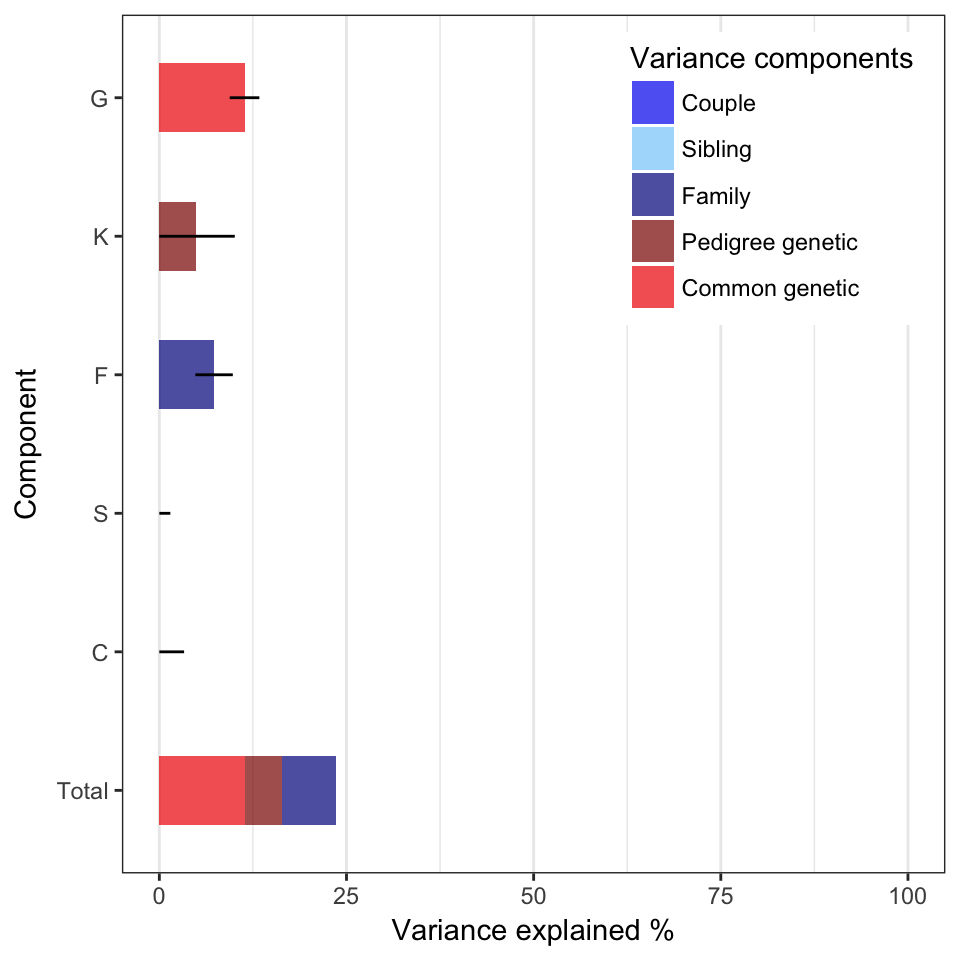 Variance components
Couple
Sibling
Family
Pedigree genetic
Common genetic
G
K
F
S
C
Total
Component
0 25 50 75 100
Variance explained %